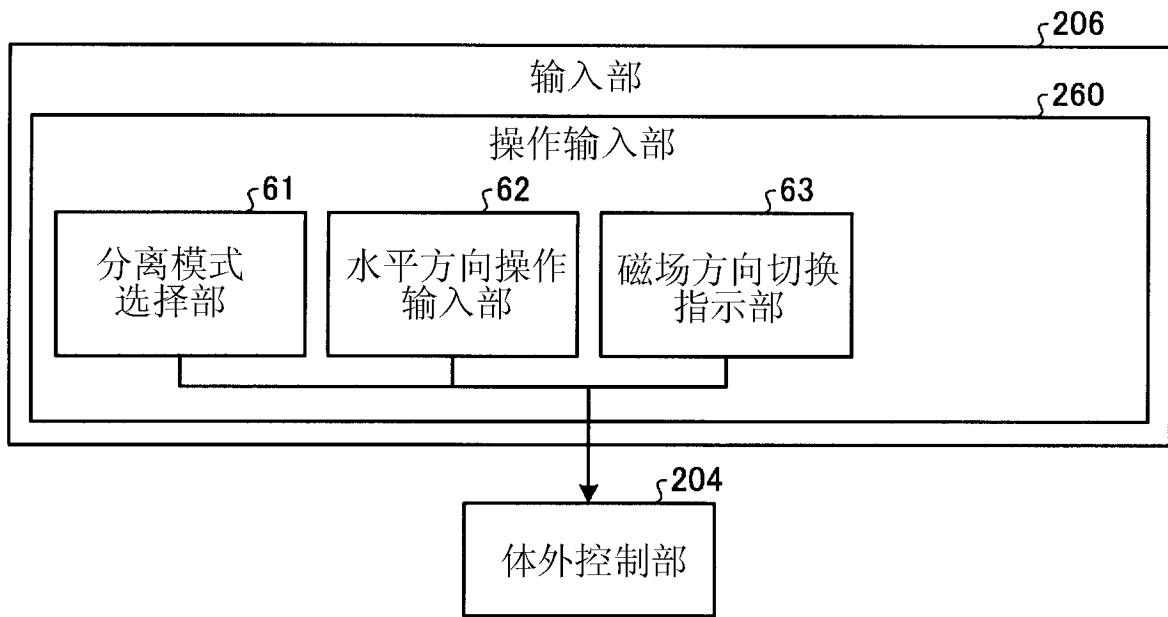 206
输入部
260
操作输入部
61
分离模式
选择部
62
水平方向操作
输入部
63
磁场方向切换
指示部
204
体外控制部